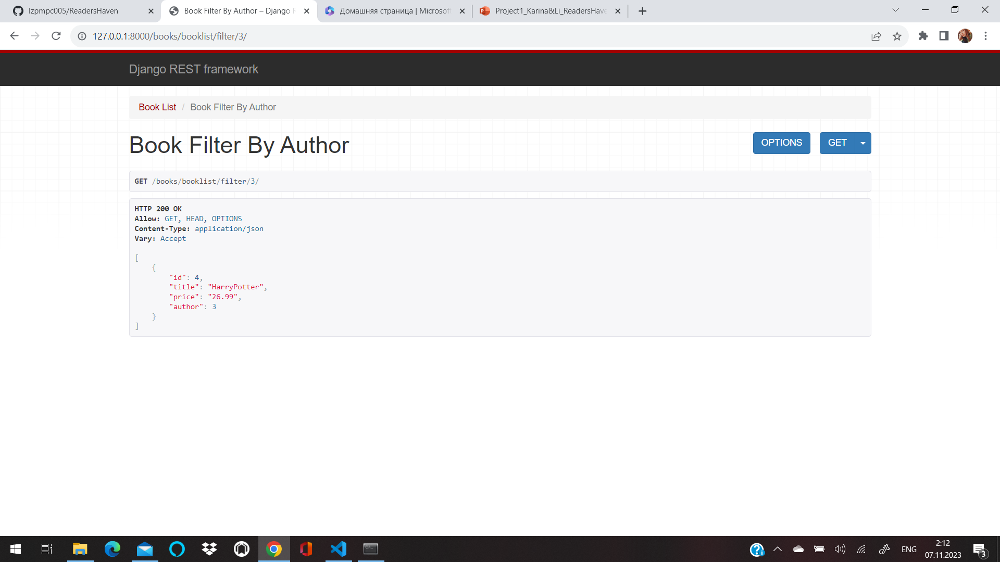 lzpmpc005/ReadersHaven
Book Filter By Author – Django
Домашняя страница | Microsof
Project1_Karina&Li_ReadersHave
127.0.0.1:8000/books/booklist/filter/3/
Django REST framework
Book List / Book Filter By Author
Book Filter By Author
OPTIONS
GET
GET /books/booklist/filter/3/
HTTP 200 OK
Allow: GET, HEAD, OPTIONS
Content-Type: application/json
Vary: Accept
[
    {
        "id": 4,
        "title": "HarryPotter",
        "price": "26.99",
        "author": 3
    }
]
ENG
2:12
07.11.2023
3